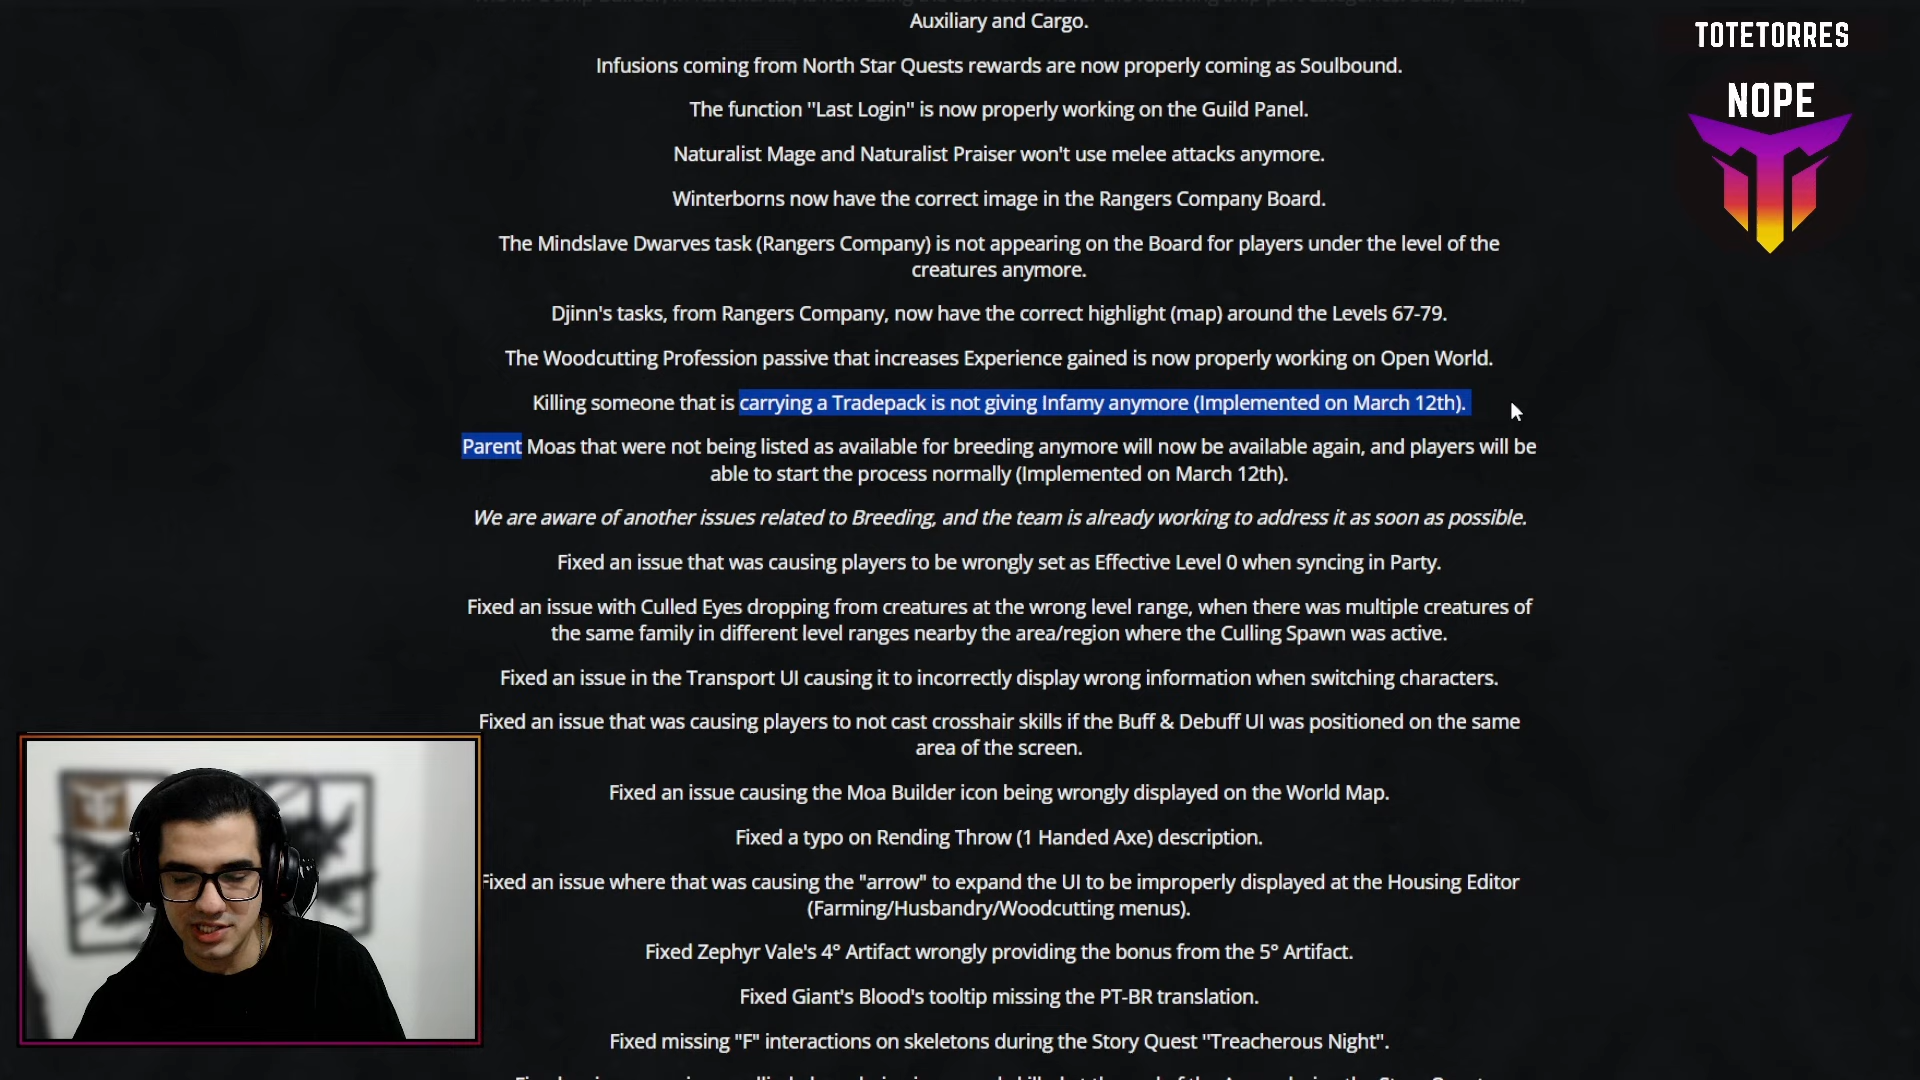 Auxiliary and Cargo.
TOTETORRES
Infusions coming from North Star Quests rewards are now properly coming as Soulbound.
NOPE
The function "Last Login" is now properly working on the Guild Panel.
Naturalist Mage and Naturalist Praiser won't use melee attacks anymore.
Winterborns now have the correct image in the Rangers Company Board.
The Mindslave Dwarves task (Rangers Company) is not appearing on the Board for players under the level of the
creatures anymore.
Djinn's tasks, from Rangers Company, now have the correct highlight (map) around the Levels 67-79.
The Woodcutting Profession passive that increases Experience gained is now properly working on Open World.
Killing someone that is carrying a Tradepack is not giving Infamy anymore (Implemented on March 12th).
Parent Moas that were not being listed as available for breeding anymore will now be available again, and players will be
able to start the process normally (Implemented on March 12th).
We are aware of another issues related to Breeding, and the team is already working to address it as soon as possible.
Fixed an issue that was causing players to be wrongly set as Effective Level 0 when syncing in Party.
Fixed an issue with Culled Eyes dropping from creatures at the wrong level range, when there was multiple creatures of
the same family in different level ranges nearby the area/region where the Culling Spawn was active.
Fixed an issue in the Transport UI causing it to incorrectly display wrong information when switching characters.
Fixed an issue that was causing players to not cast crosshair skills if the Buff & Debuff UI was positioned on the same
area of the screen.
Fixed an issue causing the Moa Builder icon being wrongly displayed on the World Map.
Fixed a typo on Rending Throw (1 Handed Axe) description.
Fixed an issue where that was causing the "arrow" to expand the UI to be improperly displayed at the Housing Editor
(Farming/Husbandry/Woodcutting menus).
Fixed Zephyr Vale's 4° Artifact wrongly providing the bonus from the 5° Artifact.
Fixed Giant's Blood's tooltip missing the PT-BR translation.
Fixed missing "F" interactions on skeletons during the Story Quest "Treacherous Night".